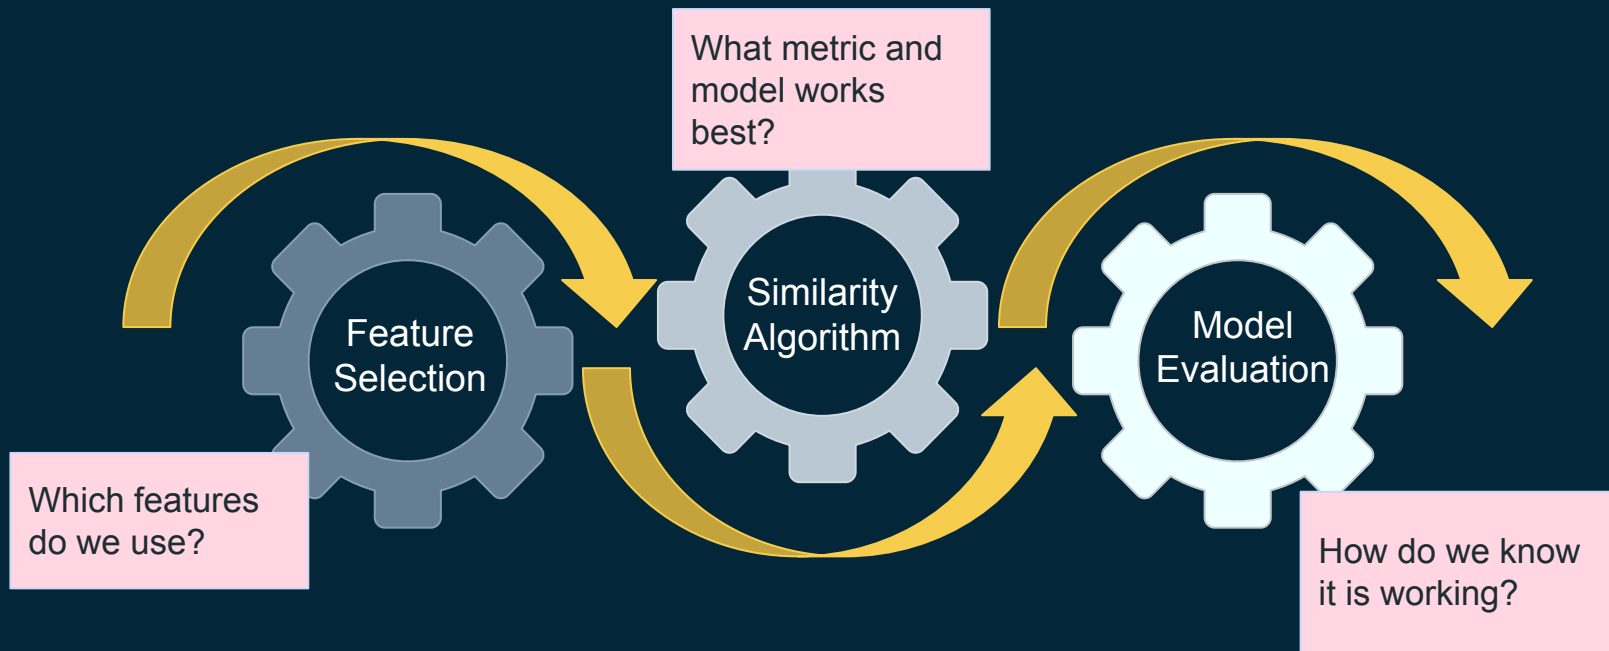 What metric and
model works
best?
Feature
Selection
Similarity
Algorithm
Model
Evaluation
Which features
do we use?
How do we know
it is working?